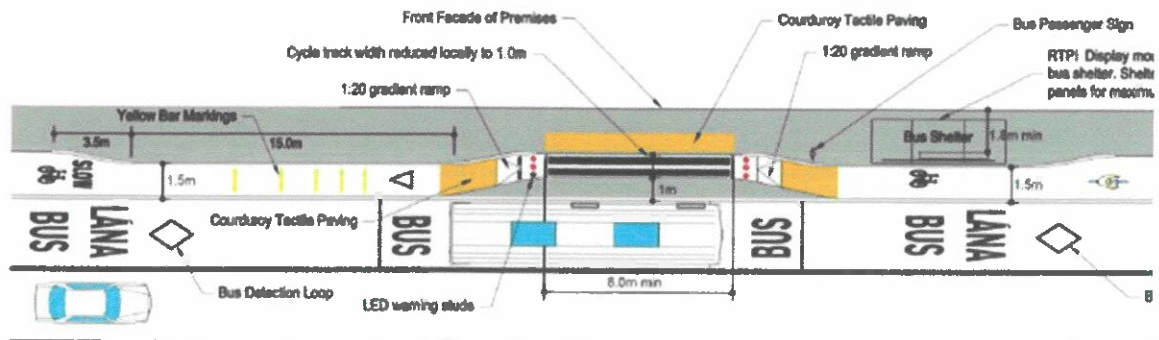 Front Facade of Premises
Courduroy Tactile Paving
Bus Passenger Sign
Cycle track width reduced locally to 1.0m
1:20 gradient ramp
RTPI Display mou
bus shelter. Shelte
panels for maximu
1:20 gradient ramp
Yellow Bar Markings
3.5m
15.0m
Bus Shelter
1.8m min
SLOW
1.5m
1m
1.5m
Courduroy Tactile Paving
BUS
LÁNA
BUS
BUS
BUS
LÁNA
Bus Detection Loop
LED warning studs
8.0m min
B